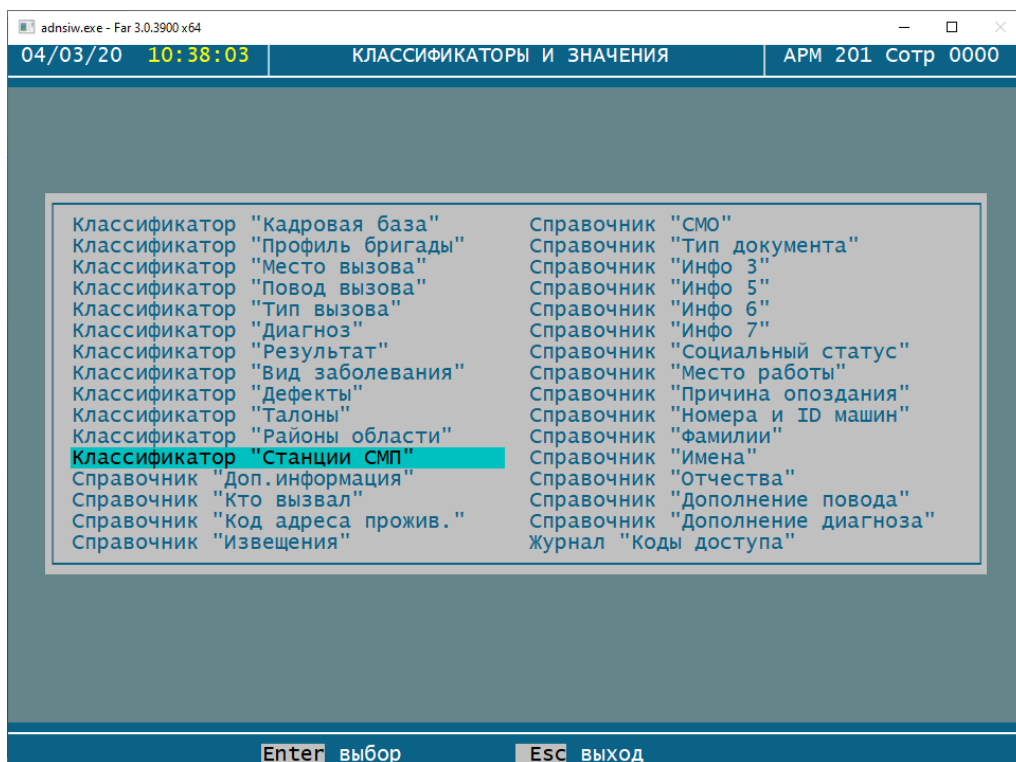 adnsiw.exe - Far 3.0.3900 x64
04/03/20 10:38:03 КЛАССИФИКАТОРЫ И ЗНАЧЕНИЯ АРМ 201 Сотр 0000
Классификатор "Кадровая база"
Классификатор "Профиль бригады"
Классификатор "Место вызова"
Классификатор "Повод вызова"
Классификатор "Тип вызова"
Классификатор "Диагноз"
Классификатор "Результат"
Классификатор "Вид заболевания"
Классификатор "Дефекты"
Классификатор "Талоны"
Классификатор "Районы области"
Классификатор "Станции СМП"
Справочник "Доп.информация"
Справочник "Кто вызвал"
Справочник "Код адреса прожив."
Справочник "Извещения"
Справочник "СМО"
Справочник "Тип документа"
Справочник "Инфо 3"
Справочник "Инфо 5"
Справочник "Инфо 6"
Справочник "Инфо 7"
Справочник "Социальный статус"
Справочник "Место работы"
Справочник "Причина опоздания"
Справочник "Номера и ID машин"
Справочник "Фамилии"
Справочник "Имена"
Справочник "Отчества"
Справочник "Дополнение повода"
Справочник "Дополнение диагноза"
Журнал "Коды доступа"
Enter выбор Esc выход